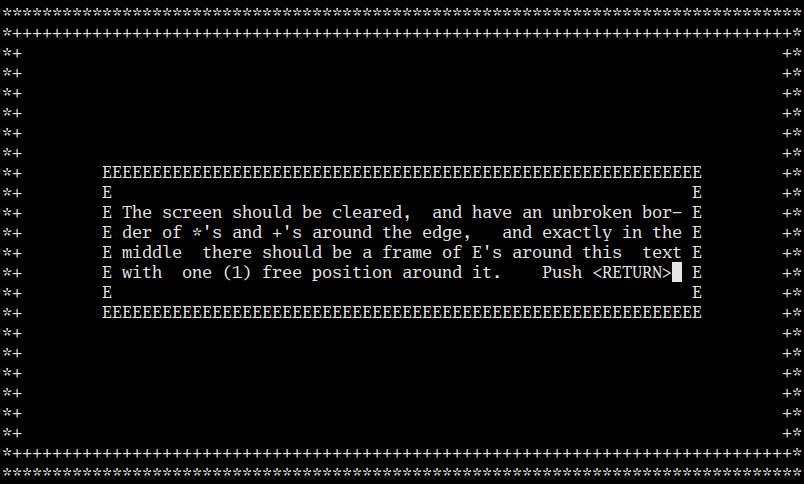 ********************************************************************************
*++++++++++++++++++++++++++++++++++++++++++++++++++++++++++++++++++++++++++++++*
*+                                                                            +*
*+                                                                            +*
*+                                                                            +*
*+                                                                            +*
*+                                                                            +*
*+                                                                            +*
*+        EEEEEEEEEEEEEEEEEEEEEEEEEEEEEEEEEEEEEEEEEEEEEEEEEEEEEEEEEEEE        +*
*+        E                                                          E        +*
*+        E The screen should be cleared,  and have an unbroken bor- E        +*
*+        E der of *'s and +'s around the edge,   and exactly in the E        +*
*+        E middle  there should be a frame of E's around this  text E        +*
*+        E with  one (1) free position around it.    Push <RETURN>  E        +*
*+        E                                                          E        +*
*+        EEEEEEEEEEEEEEEEEEEEEEEEEEEEEEEEEEEEEEEEEEEEEEEEEEEEEEEEEEEE        +*
*+                                                                            +*
*+                                                                            +*
*+                                                                            +*
*+                                                                            +*
*+                                                                            +*
*+                                                                            +*
*++++++++++++++++++++++++++++++++++++++++++++++++++++++++++++++++++++++++++++++*
********************************************************************************